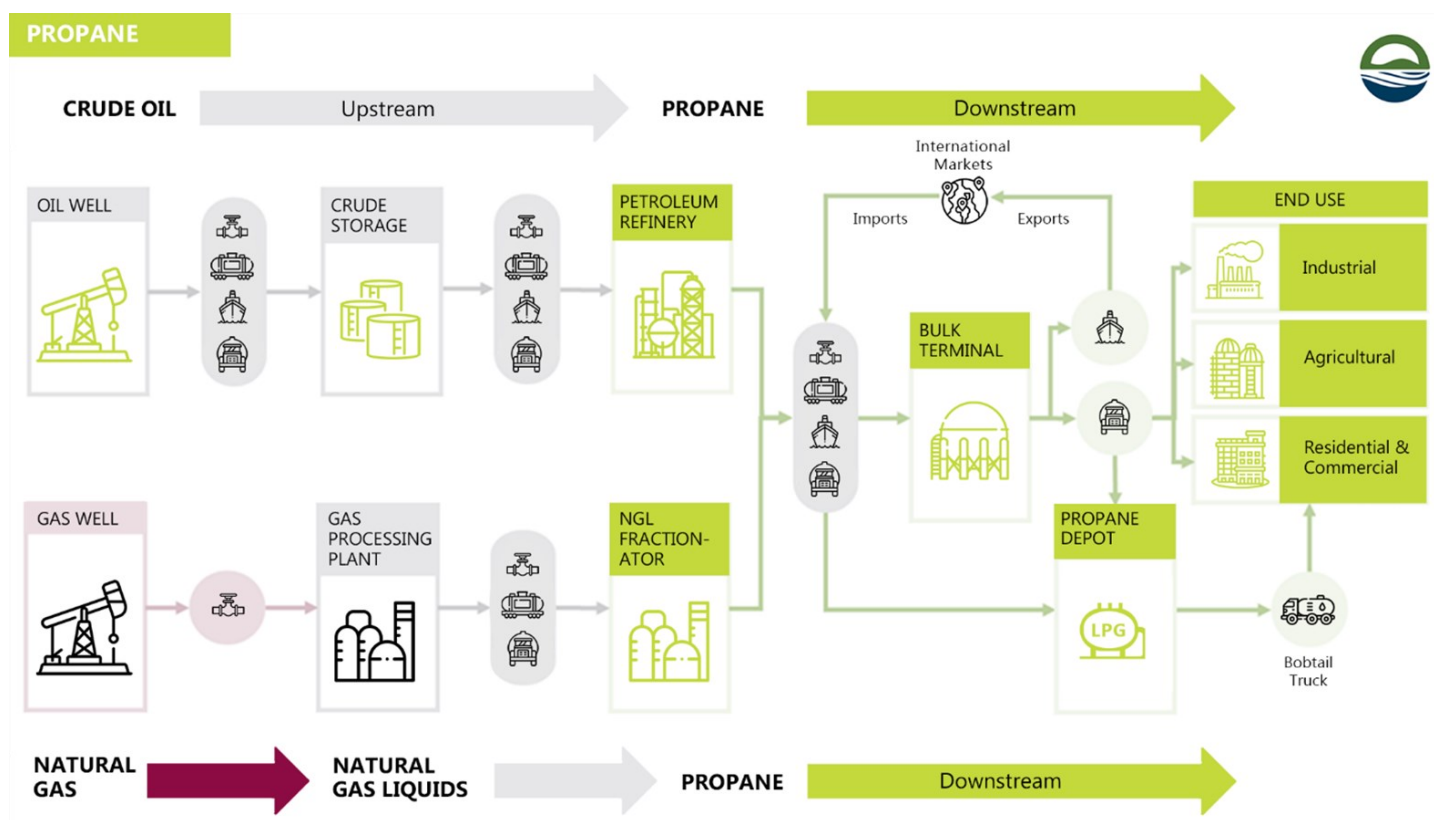 PROPANE
CRUDE OIL
Upstream
PROPANE
Downstream
International
Markets
Imports
Exports
OIL WELL
CRUDE
STORAGE
PETROLEUM
REFINERY
BULK
TERMINAL
END USE
Industrial
Agricultural
Residential &
Commercial
GAS WELL
GAS
PROCESSING
PLANT
NGL
FRACTION-
ATOR
PROPANE
DEPOT
LPG
Bobtail
Truck
NATURAL
GAS
NATURAL
GAS LIQUIDS
PROPANE
Downstream